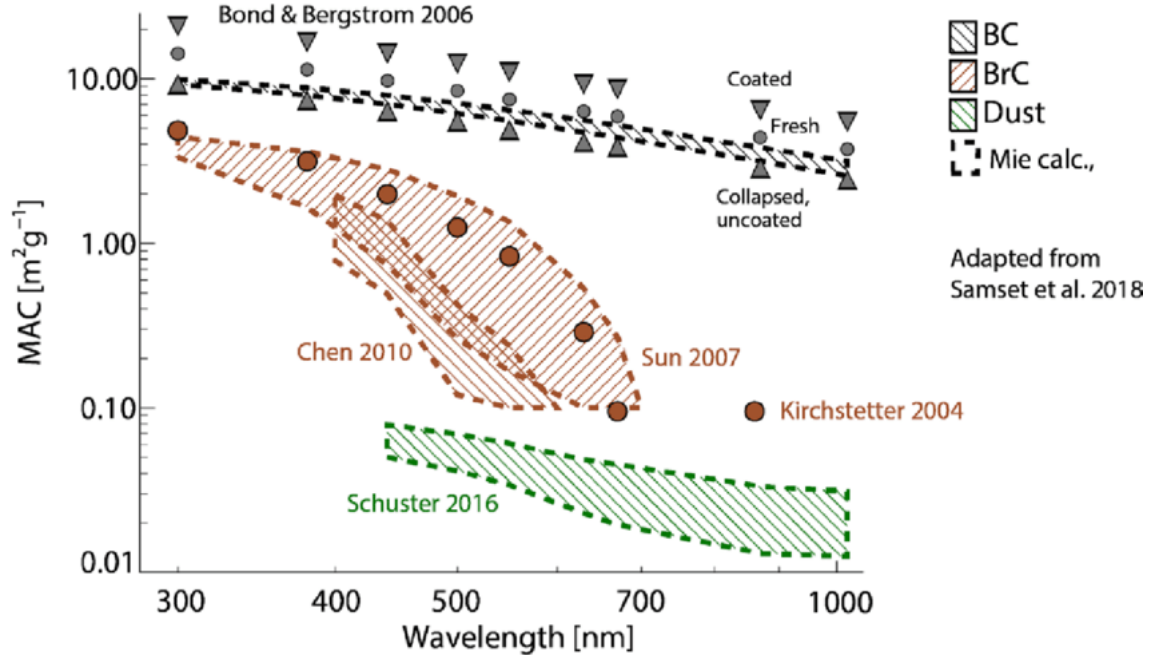 Bond & Bergstrom 2006
BC
BrC
Dust
Mie calc.,
10.00
1.00
0.10
0.01
MAC [m²g⁻¹]
Coated
Fresh
Collapsed,
uncoated
Adapted from
Samset et al. 2018
Chen 2010
Sun 2007
Kirchstetter 2004
Schuster 2016
300
400
500
700
1000
Wavelength [nm]